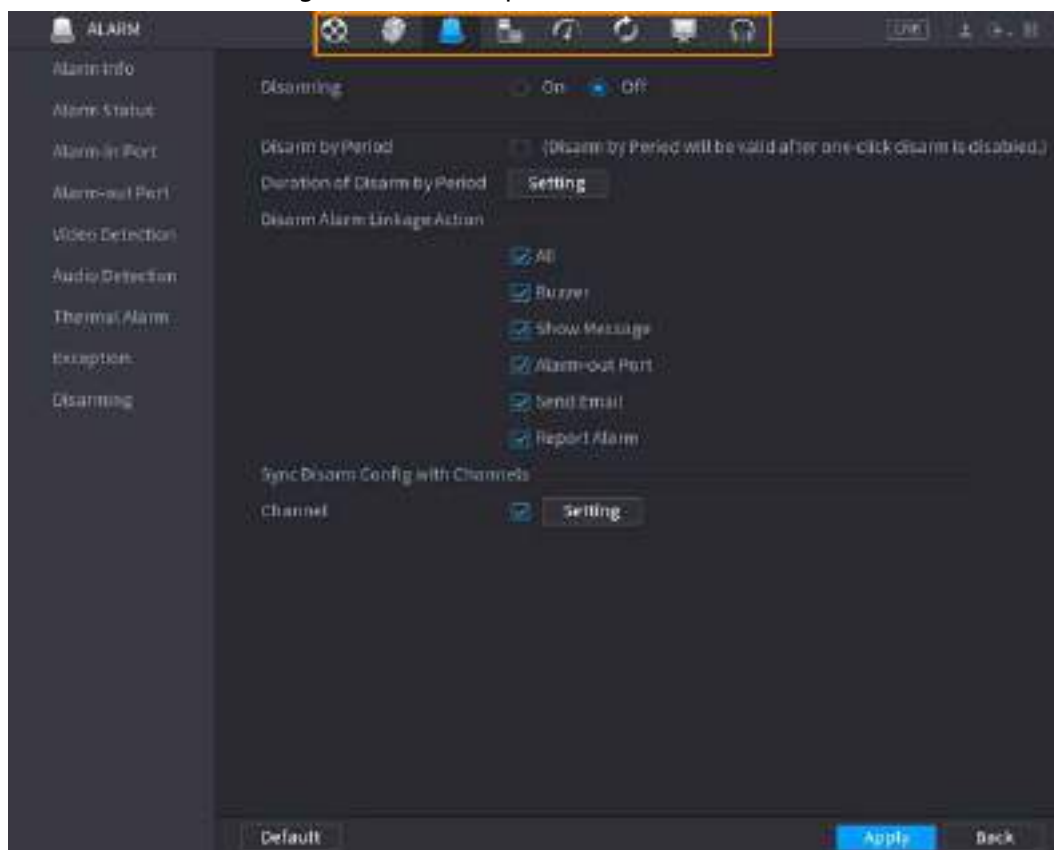 ALARM
LIVE
Alarm Info
Alarm Status
Alarm-in Port
Alarm-out Port
Video Detection
Audio Detection
Thermal Alarm
Exception
Disarming
Disarming On Off
Disarm by Period (Disarm by Period will be valid after one-click disarm is disabled.)
Duration of Disarm by Period Setting
Disarm Alarm Linkage Action
All
Buzzer
Show Message
Alarm-out Port
Send Email
Report Alarm
Sync Disarm Config with Channels
Channel Setting
Default Apply Back